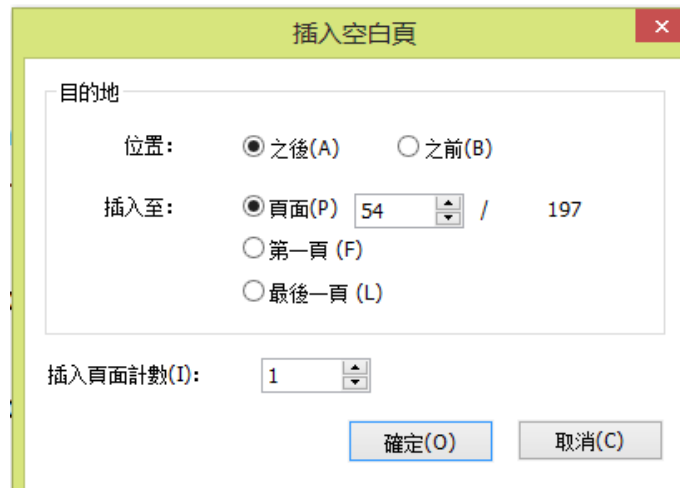 插入空白頁
目的地
位置: 之後(A) 之前(B)
插入至: 頁面(P) 54 / 197
第一頁 (F)
最後一頁 (L)
插入頁面計數(I): 1
確定(O) 取消(C)